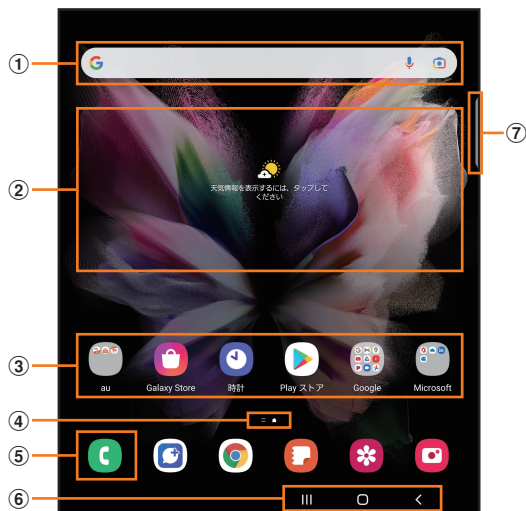 ①
②
天気情報を表示するには、タップして
ください
⑦
③
au
Galaxy Store
時計
Play ストア
Google
Microsoft
④
⑤
⑥